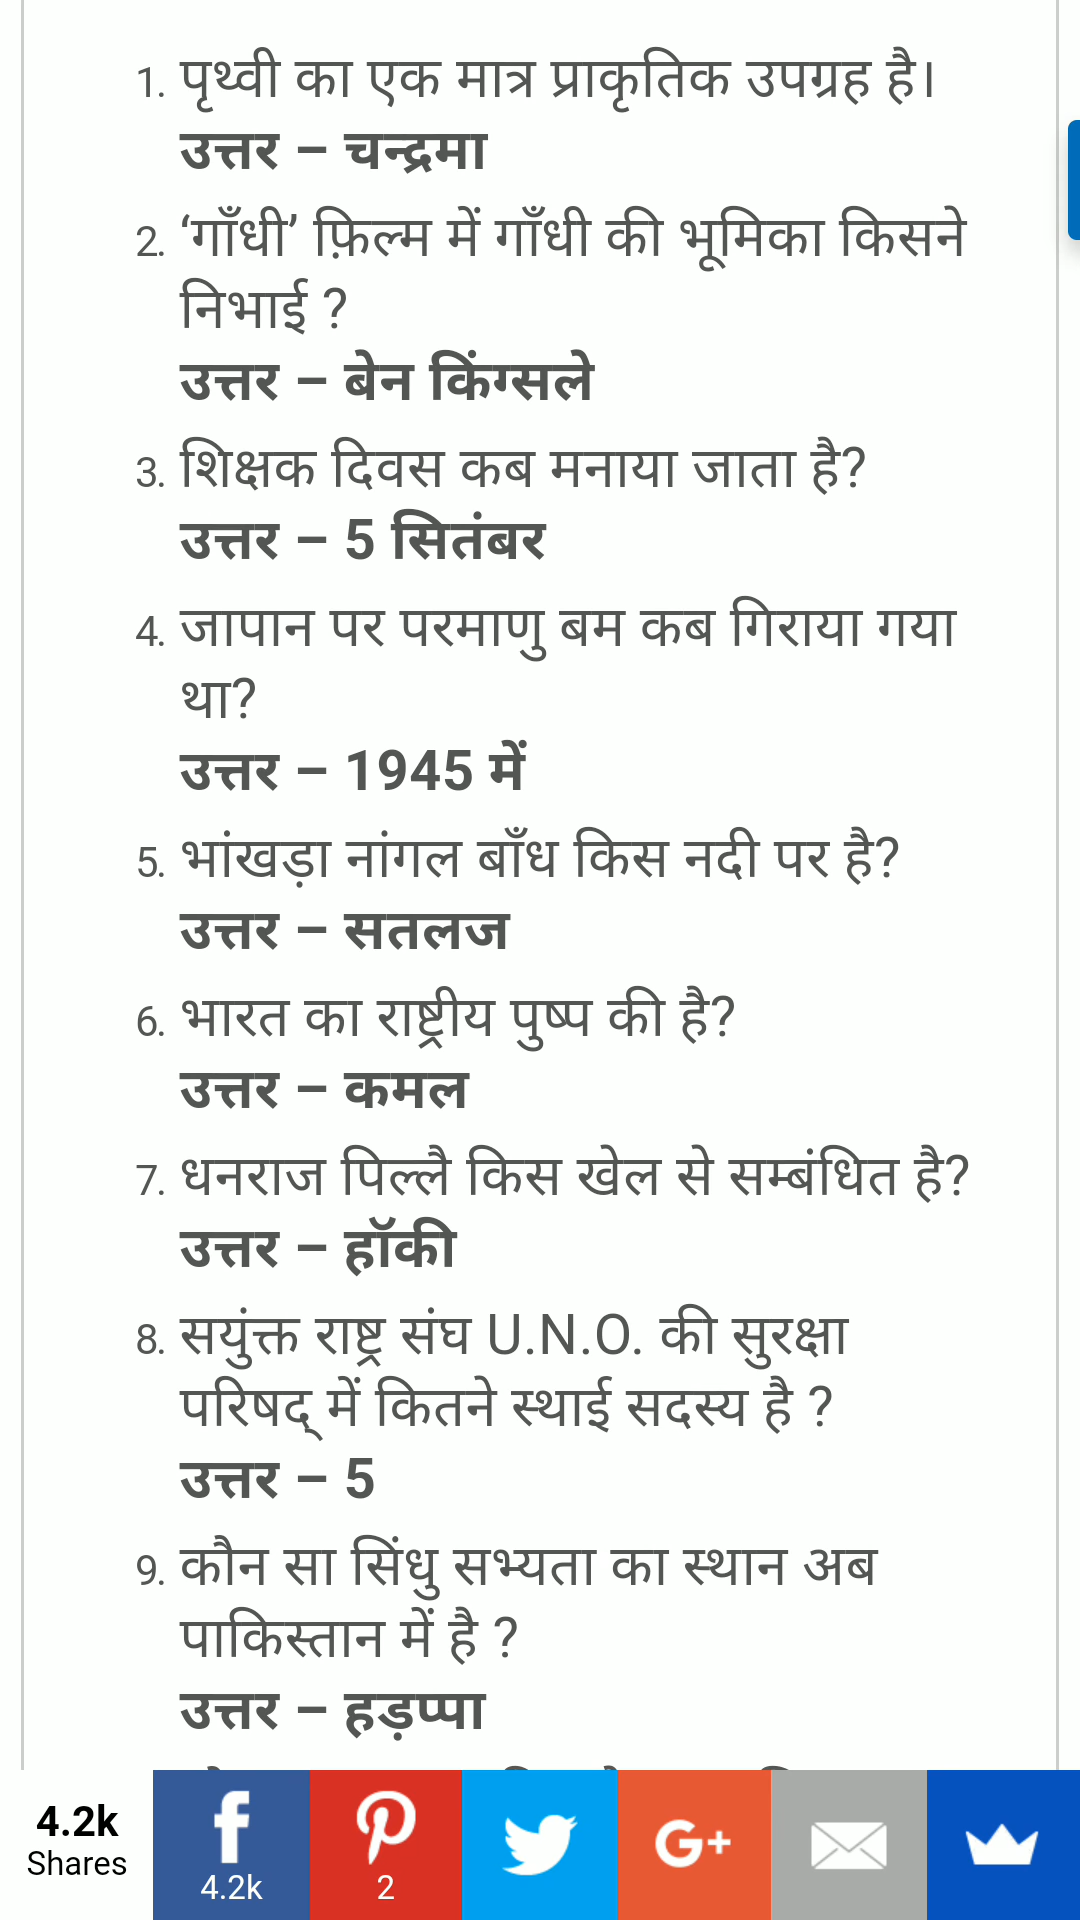 1. पृथ्वी का एक मात्र प्राकृतिक उपग्रह है।
उत्तर – चन्द्रमा
2. ‘गाँधी’ फ़िल्म में गाँधी की भूमिका किसने
निभाई ?
उत्तर – बेन किंग्सले
3. शिक्षक दिवस कब मनाया जाता है?
उत्तर – 5 सितंबर
4. जापान पर परमाणु बम कब गिराया गया
था?
उत्तर – 1945 में
5. भांखड़ा नांगल बाँध किस नदी पर है?
उत्तर – सतलज
6. भारत का राष्ट्रीय पुष्प की है?
उत्तर – कमल
7. धनराज पिल्लै किस खेल से सम्बंधित है?
उत्तर – हॉकी
8. सयुंक्त राष्ट्र संघ U.N.O. की सुरक्षा
परिषद् में कितने स्थाई सदस्य है ?
उत्तर – 5
9. कौन सा सिंधु सभ्यता का स्थान अब
पाकिस्तान में है ?
उत्तर – हड़प्पा
4.2k
Shares
4.2k
2
G+